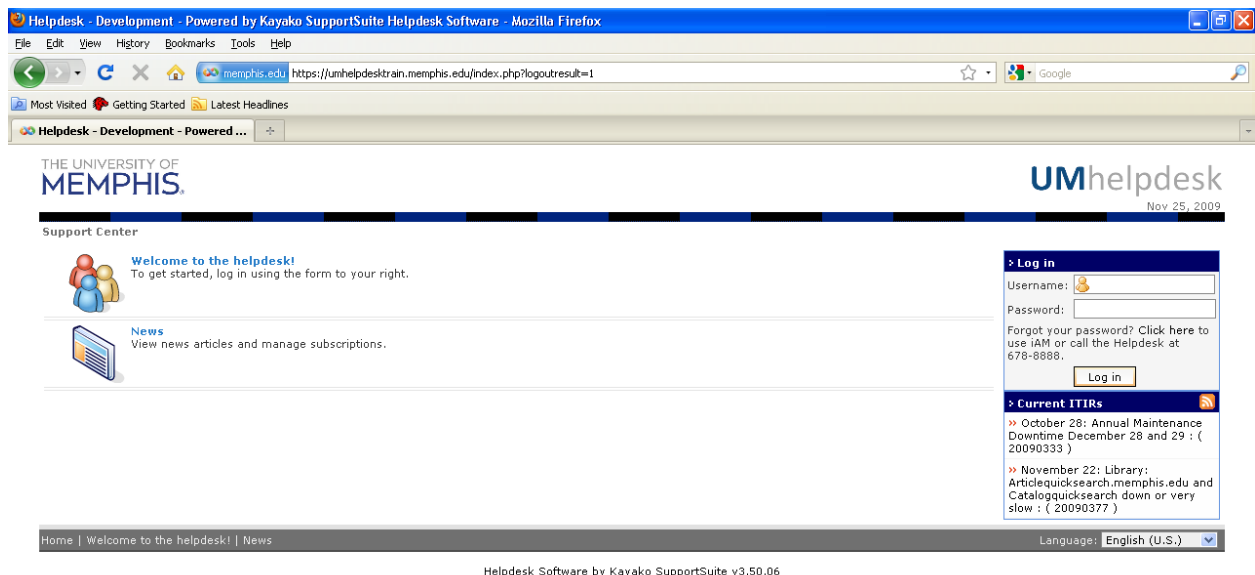 Helpdesk - Development - Powered by Kayako SupportSuite Helpdesk Software - Mozilla Firefox
File Edit View History Bookmarks Tools Help
memphis.edu https://umhelpdesktrain.memphis.edu/index.php?logoutresult=1
Google
Most Visited Getting Started Latest Headlines
Helpdesk - Development - Powered ...
THE UNIVERSITY OF
MEMPHIS.
UMhelpdesk
Nov 25, 2009
Support Center
Welcome to the helpdesk!
To get started, log in using the form to your right.
News
View news articles and manage subscriptions.
> Log in
Username:
Password:
Forgot your password? Click here to
use iAM or call the Helpdesk at
678-8888.
Log in
> Current ITIRs
» October 28: Annual Maintenance
Downtime December 28 and 29 : (
20090333 )
» November 22: Library:
Articlequicksearch.memphis.edu and
Catalogquicksearch down or very
slow : ( 20090377 )
Home | Welcome to the helpdesk! | News
Language: English (U.S.)
Helpdesk Software by Kayako SupportSuite v3.50.06